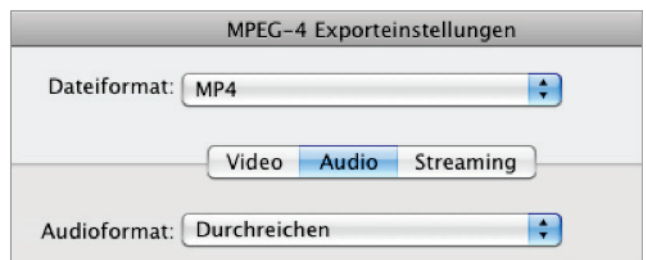 MPEG-4 Exporteinstellungen
Dateiformat: MP4
Video Audio Streaming
Audioformat: Durchreichen